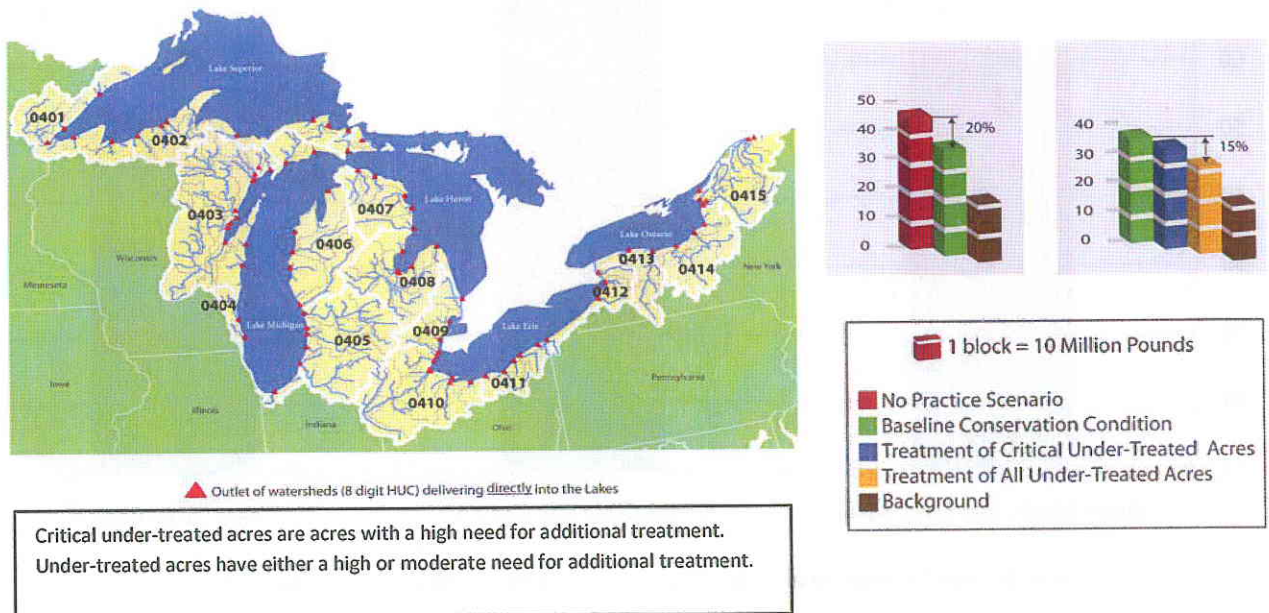 Lake Superior
0401
0402
0403
0407
Lake Huron
0406
0415
Lake Ontario
0413
0414
New York
Wisconsin
Minnesota
0408
0412
0404
Lake Michigan
0409
Lake Erie
0405
0411
Pennsylvania
Iowa
0410
Illinois
Indiana
Ohio
Outlet of watersheds (8 digit HUC) delivering directly into the Lakes
Critical under-treated acres are acres with a high need for additional treatment.
Under-treated acres have either a high or moderate need for additional treatment.
50
40
30
20
10
0
20%
40
30
20
10
0
15%
1 block = 10 Million Pounds
No Practice Scenario
Baseline Conservation Condition
Treatment of Critical Under-Treated Acres
Treatment of All Under-Treated Acres
Background